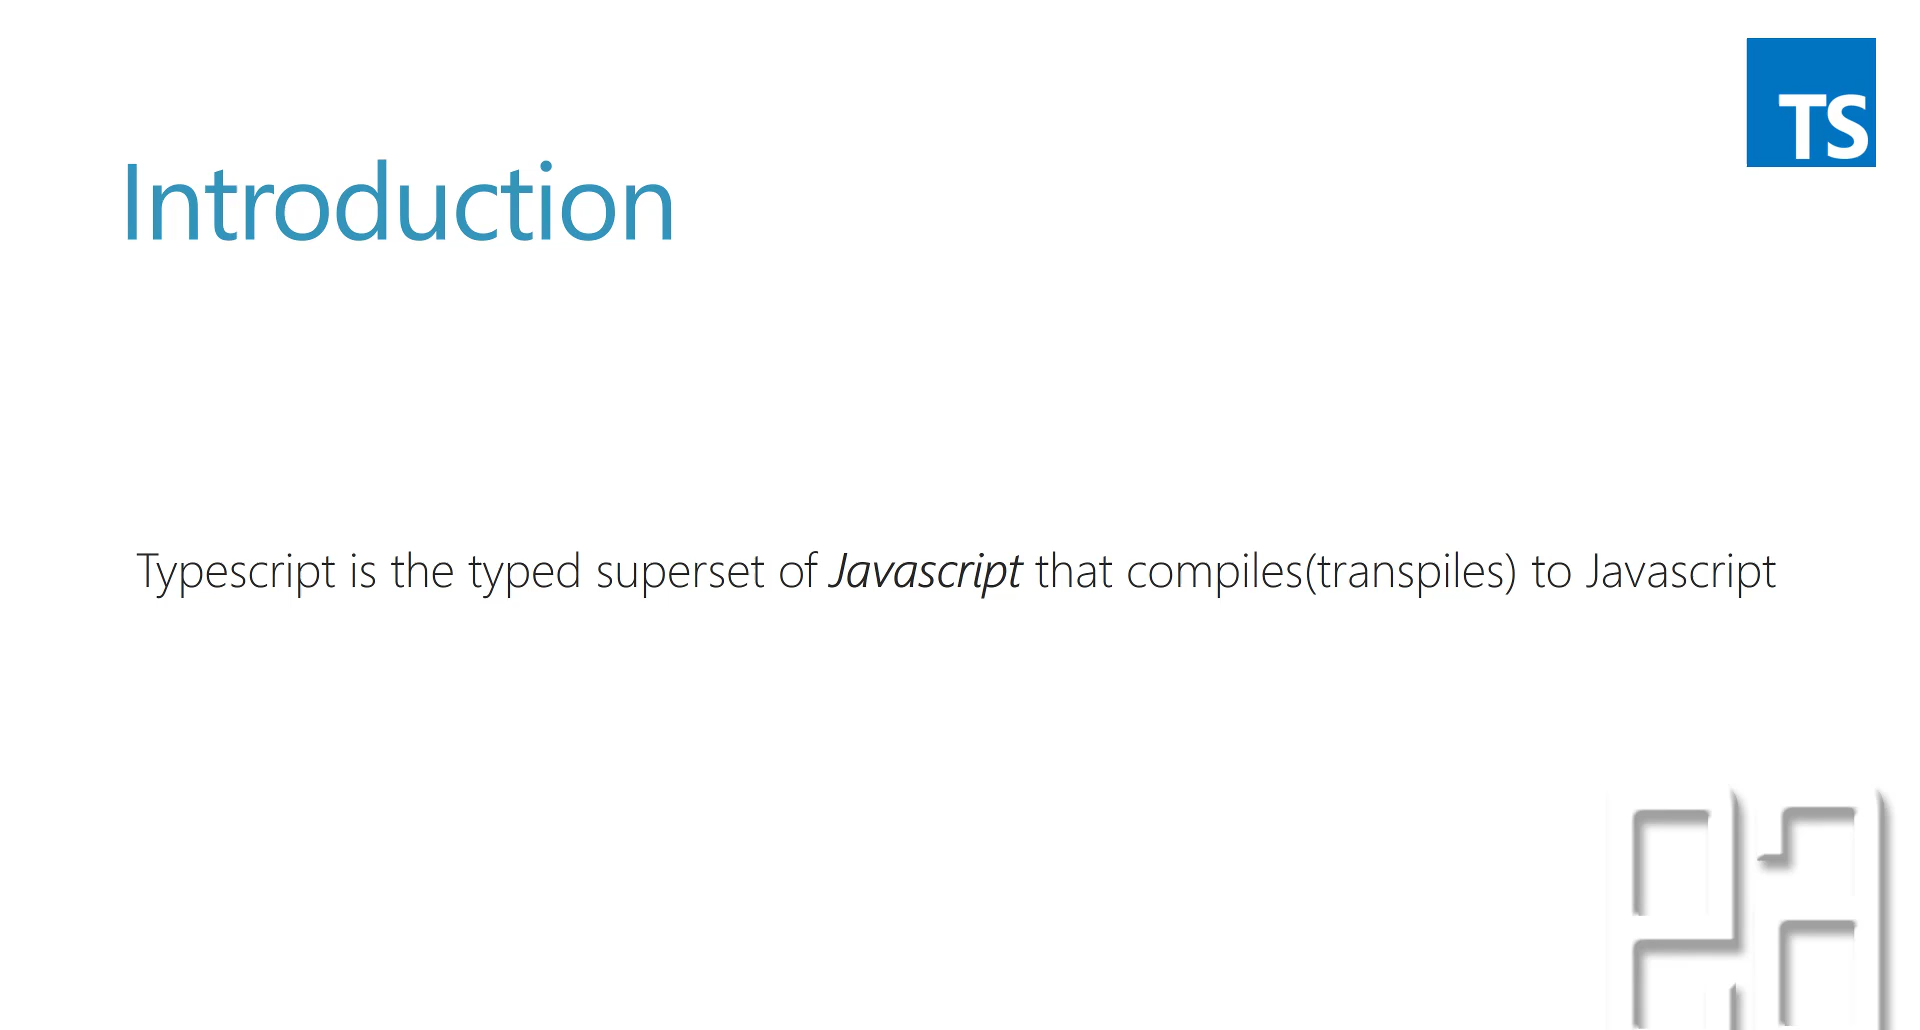 TS
Introduction
Typescript is the typed superset of Javascript that compiles(transpiles) to Javascript